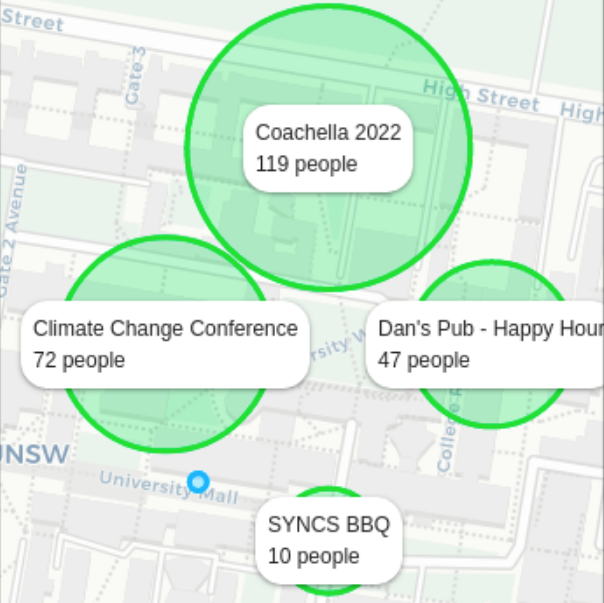 Street
Gate 3
High Street
High
Coachella 2022
119 people
Gate 2 Avenue
Climate Change Conference
72 people
Dan's Pub - Happy Hour
47 people
College R
UNSW
University Mall
SYNCS BBQ
10 people